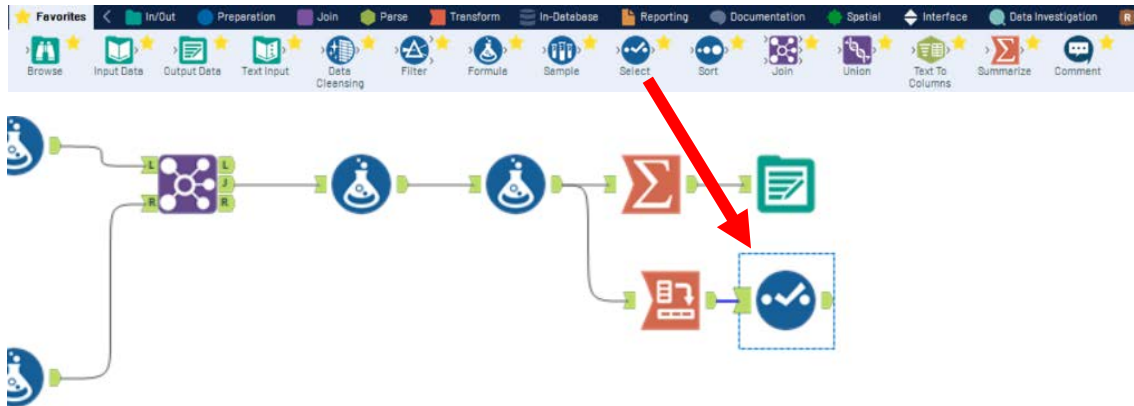 Favorites In/Out Preparation Join Parse Transform In-Database Reporting Documentation Spatial Interface Data Investigation R
Browse Input Data Output Data Text Input Data Cleansing Filter Formula Sample Select Sort Join Union Text To Columns Summarize Comment
L L
J
R R